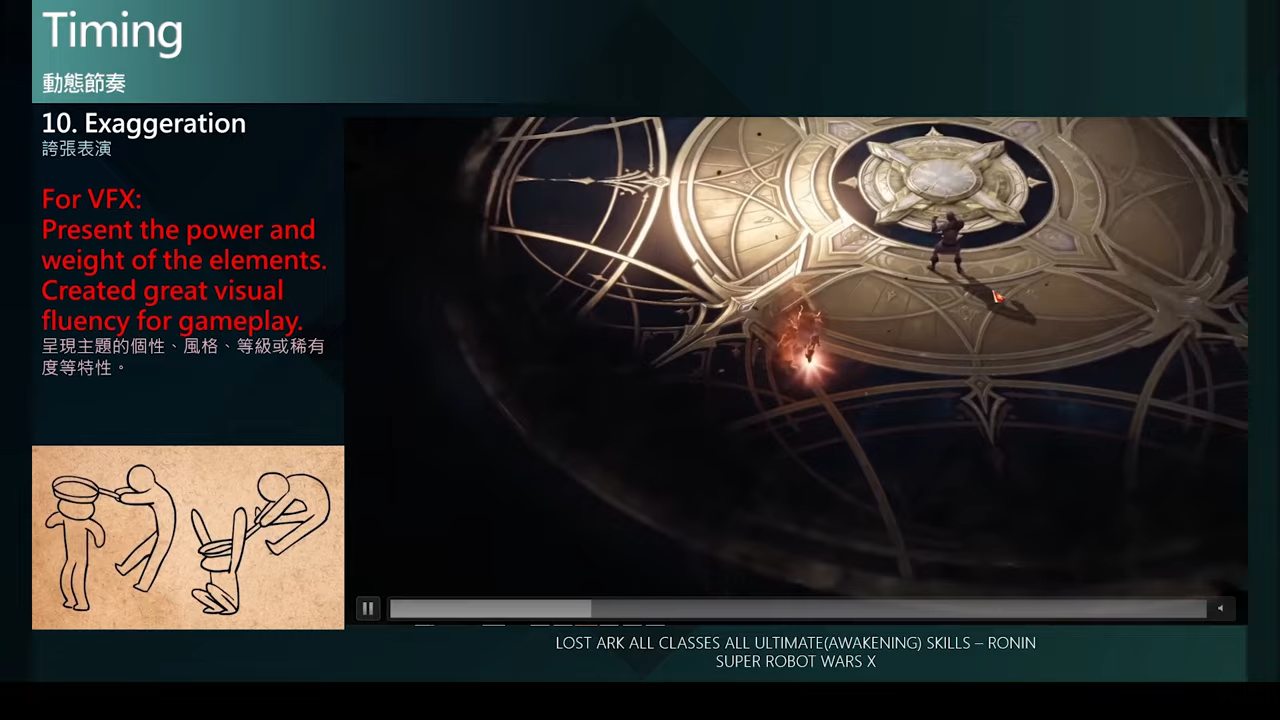 Timing
動態節奏
10. Exaggeration
誇張表演
For VFX:
Present the power and
weight of the elements.
Created great visual
fluency for gameplay.
呈現主題的個性、風格、等級或稀有
度等特性。
LOST ARK ALL CLASSES ALL ULTIMATE(AWAKENING) SKILLS – RONIN
SUPER ROBOT WARS X